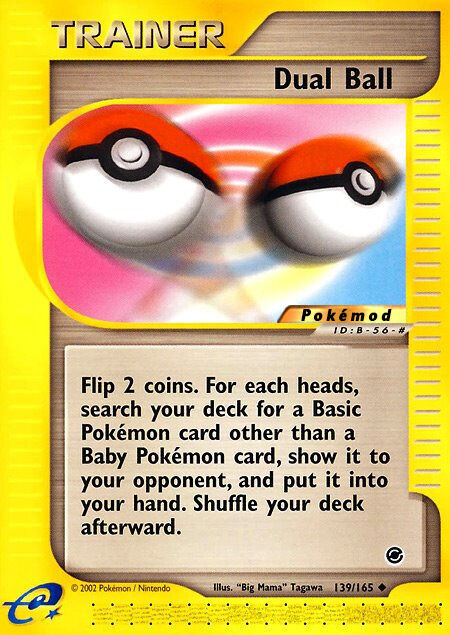 TRAINER
Dual Ball
Pokémod
ID:B-56-#
Flip 2 coins. For each heads,
search your deck for a Basic
Pokémon card other than a
Baby Pokémon card, show it to
your opponent, and put it into
your hand. Shuffle your deck
afterward.
© 2002 Pokémon / Nintendo Illus. "Big Mama" Tagawa 139/165 ◆
e